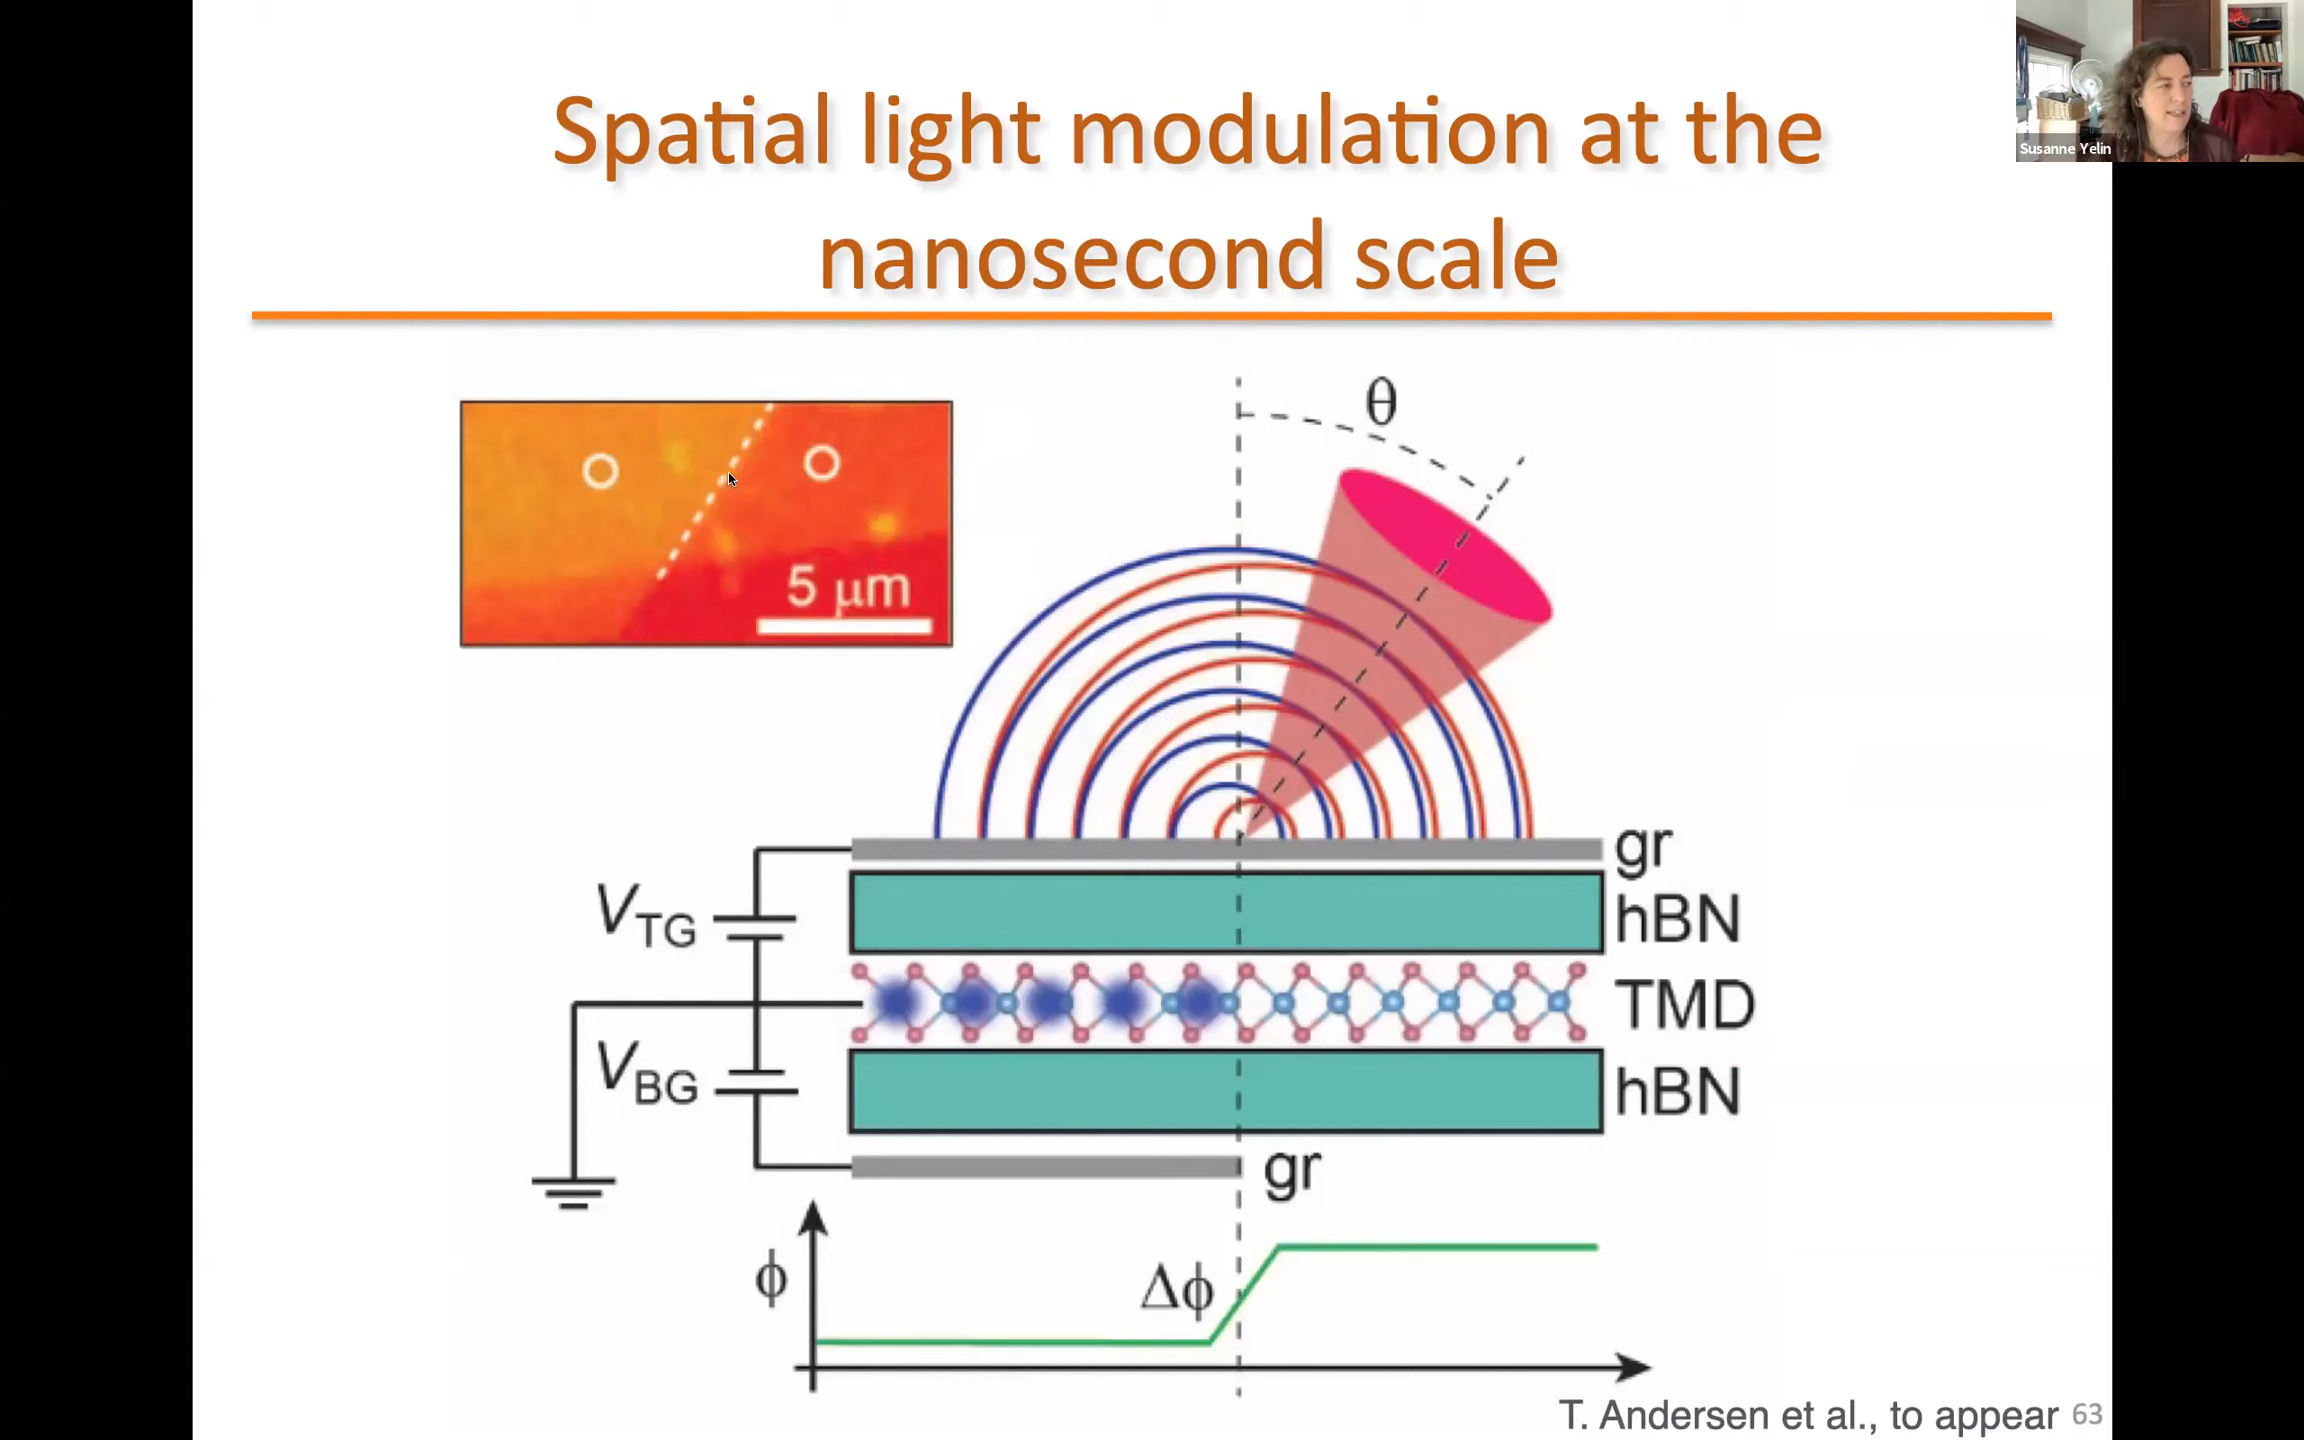 Spatial light modulation at the
nanosecond scale
Susanne Yelin
θ
5 μm
gr
V_TG
hBN
TMD
V_BG
hBN
gr
ϕ
Δϕ
T. Andersen et al., to appear 63